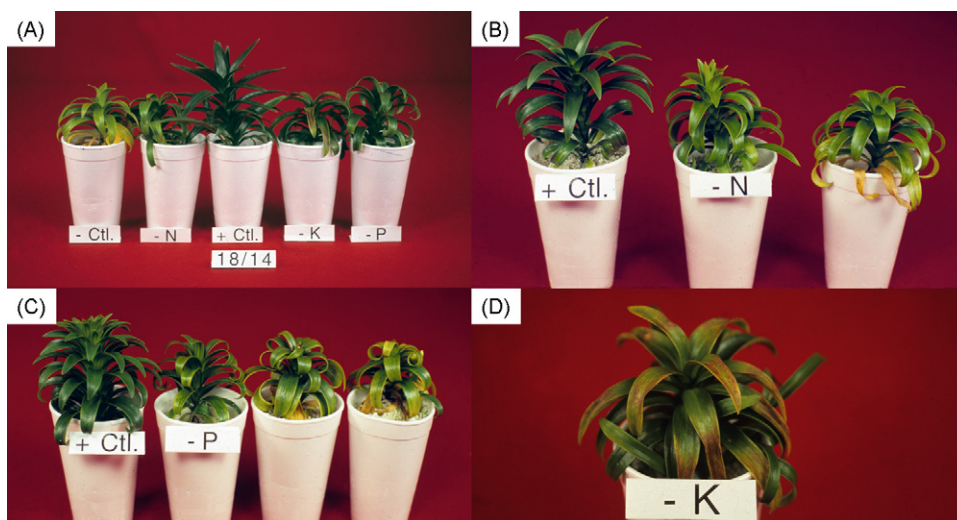 (A)
- Ctl.
- N
+ Ctl.
- K
- P
18/14
(B)
+ Ctl.
- N
(C)
+ Ctl.
- P
(D)
- K